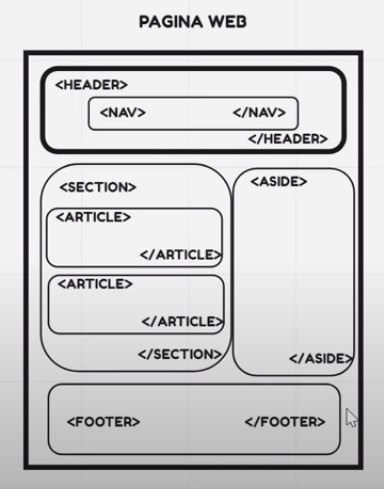 PAGINA WEB
<HEADER>
<NAV> </NAV>
</HEADER>
<SECTION>
<ARTICLE>
</ARTICLE>
<ARTICLE>
</ARTICLE>
</SECTION>
<ASIDE>
</ASIDE>
<FOOTER> </FOOTER>